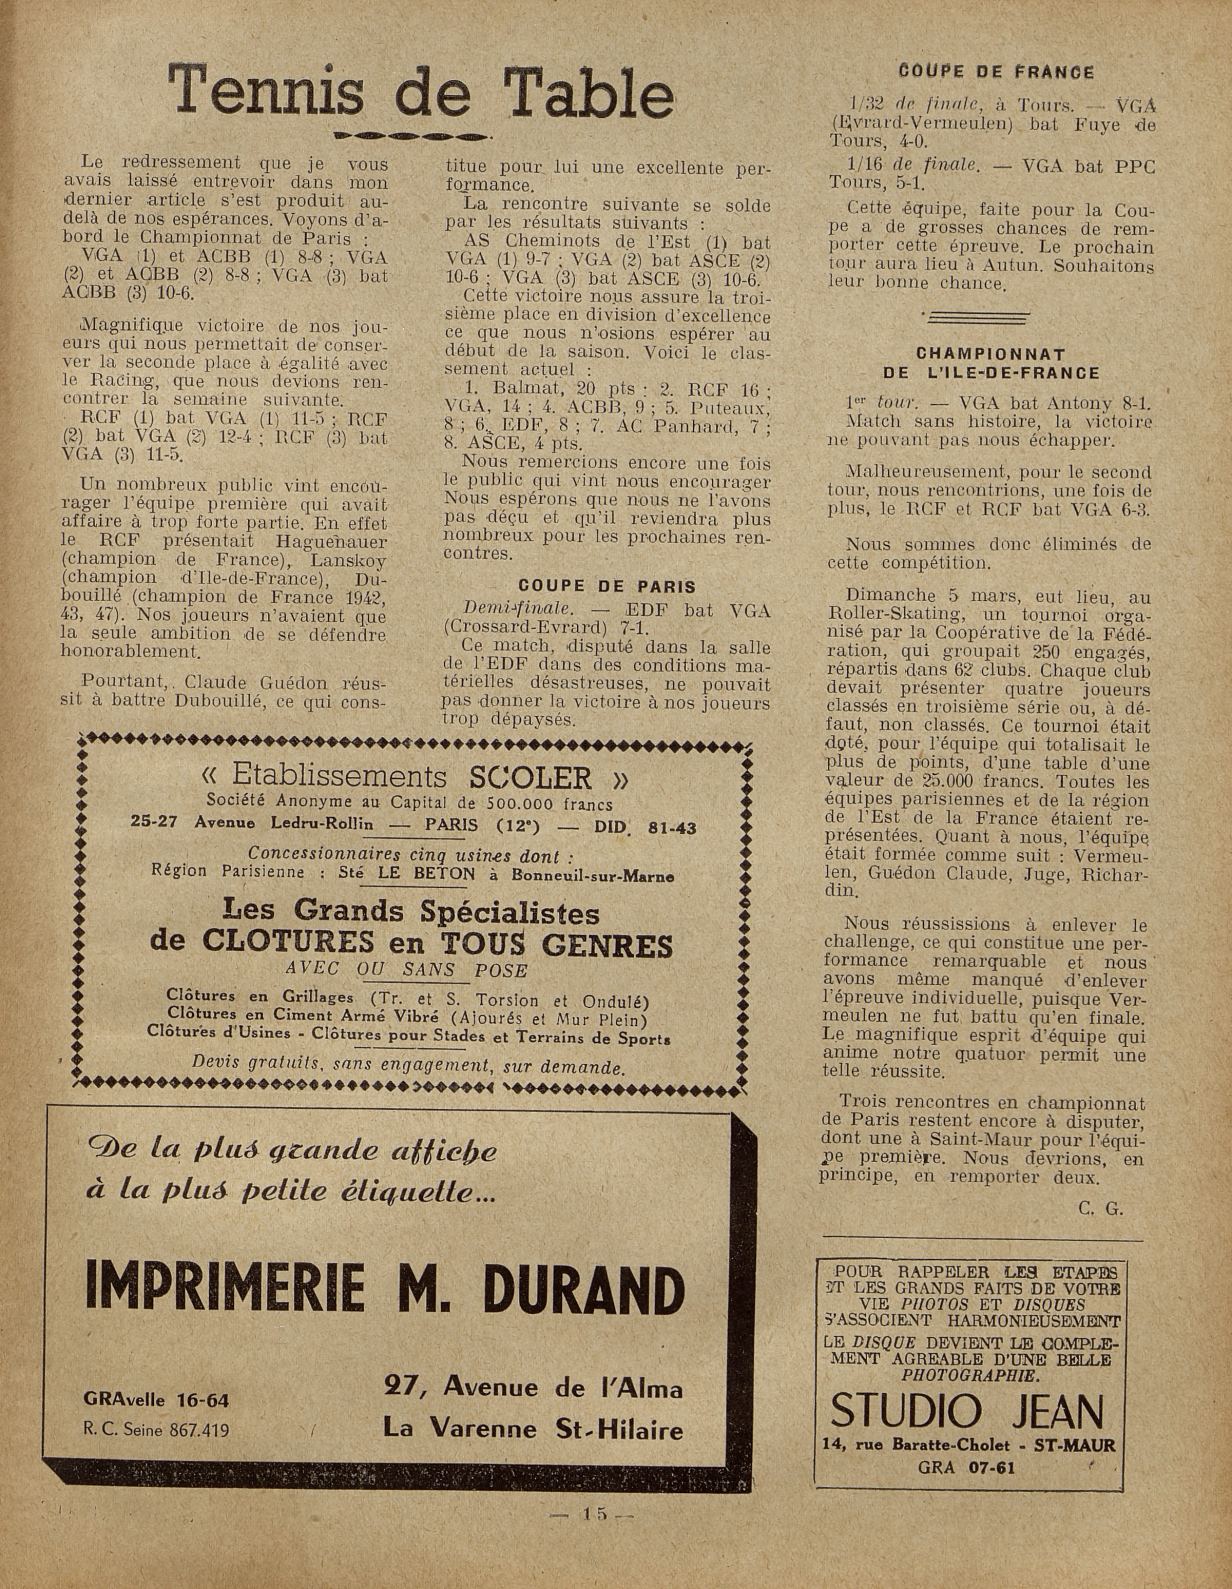 Tennis de Table
Le redressement que je vous
avais laissé entrevoir dans mon
dernier article s'est produit au-
delà de nos espérances. Voyons d'a-
bord le Championnat de Paris :
VGA (1) et ACBB (1) 8-8 ; VGA
(2) et ACBB (2) 8-8 ; VGA (3) bat
ACBB (3) 10-6.
Magnifique victoire de nos jou-
eurs qui nous permettait de conser-
ver la seconde place à égalité avec
le Racing, que nous devions ren-
contrer la semaine suivante.
RCF (1) bat VGA (1) 11-5 ; RCF
(2) bat VGA (2) 12-4 ; RCF (3) bat
VGA (3) 11-5.
Un nombreux public vint encou-
rager l'équipe première qui avait
affaire à trop forte partie. En effet
le RCF présentait Haguenauer
(champion de France), Lanskoy
(champion d'Ile-de-France), Du-
bouillé (champion de France 1942,
43, 47). Nos joueurs n'avaient que
la seule ambition de se défendre
honorablement.
Pourtant, Claude Guédon réus-
sit à battre Dubouillé, ce qui cons-
titue pour lui une excellente per-
formance.
La rencontre suivante se solde
par les résultats suivants :
AS Cheminots de l'Est (1) bat
VGA (1) 9-7 ; VGA (2) bat ASCE (2)
10-6 ; VGA (3) bat ASCE (3) 10-6.
Cette victoire nous assure la troi-
sième place en division d'excellence
ce que nous n'osions espérer au
début de la saison. Voici le clas-
sement actuel :
1. Balmat, 20 pts : 2. RCF 16 ;
VGA, 14 ; 4. ACBB, 9 ; 5. Puteaux,
8 ; 6. EDF, 8 ; 7. AC Panhard, 7 ;
8. ASCE, 4 pts.
Nous remercions encore une fois
le public qui vint nous encourager
Nous espérons que nous ne l'avons
pas déçu et qu'il reviendra plus
nombreux pour les prochaines ren-
contres.
COUPE DE PARIS
Demi-finale. — EDF bat VGA
(Crossard-Evrard) 7-1.
Ce match, disputé dans la salle
de l'EDF dans des conditions ma-
térielles désastreuses, ne pouvait
pas donner la victoire à nos joueurs
trop dépaysés.
COUPE DE FRANCE
1/32 de finale, à Tours. — VGA
(Evrard-Vermeulen) bat Fuye de
Tours, 4-0.
1/16 de finale. — VGA bat PPC
Tours, 5-1.
Cette équipe, faite pour la Cou-
pe a de grosses chances de rem-
porter cette épreuve. Le prochain
tour aura lieu à Autun. Souhaitons
leur bonne chance.
CHAMPIONNAT
DE L'ILE-DE-FRANCE
1er tour. — VGA bat Antony 8-1.
Match sans histoire, la victoire
ne pouvant pas nous échapper.
Malheureusement, pour le second
tour, nous rencontrions, une fois de
plus, le RCF et RCF bat VGA 6-3.
Nous sommes donc éliminés de
cette compétition.
Dimanche 5 mars, eut lieu, au
Roller-Skating, un tournoi orga-
nisé par la Coopérative de la Fédé-
ration, qui groupait 250 engagés,
répartis dans 62 clubs. Chaque club
devait présenter quatre joueurs
classés en troisième série ou, à dé-
faut, non classés. Ce tournoi était
doté, pour l'équipe qui totalisait le
plus de points, d'une table d'une
valeur de 25.000 francs. Toutes les
équipes parisiennes et de la région
de l'Est de la France étaient re-
présentées. Quant à nous, l'équipe
était formée comme suit : Vermeu-
len, Guédon Claude, Juge, Richar-
din.
Nous réussissions à enlever le
challenge, ce qui constitue une per-
formance remarquable et nous
avons même manqué d'enlever
l'épreuve individuelle, puisque Ver-
meulen ne fut battu qu'en finale.
Le magnifique esprit d'équipe qui
anime notre quatuor permit une
telle réussite.
Trois rencontres en championnat
de Paris restent encore à disputer,
dont une à Saint-Maur pour l'équi-
pe première. Nous devrions, en
principe, en remporter deux.
C. G.
« Etablissements SCOLER »
Société Anonyme au Capital de 500.000 francs
25-27 Avenue Ledru-Rollin — PARIS (12e) — DID. 81-43
Concessionnaires cinq usines dont :
Région Parisienne : Sté LE BETON à Bonneuil-sur-Marne
Les Grands Spécialistes
de CLOTURES en TOUS GENRES
AVEC OU SANS POSE
Clôtures en Grillages (Tr. et S. Torsion et Ondulé)
Clôtures en Ciment Armé Vibré (Ajourés et Mur Plein)
Clôtures d'Usines - Clôtures pour Stades et Terrains de Sports
Devis gratuits, sans engagement, sur demande.
De la plus grande affiche
à la plus petite étiquette...
IMPRIMERIE M. DURAND
GRAvelle 16-64
R. C. Seine 867.419
27, Avenue de l'Alma
La Varenne St-Hilaire
POUR RAPPELER LES ETAPES
ET LES GRANDS FAITS DE VOTRE
VIE PHOTOS ET DISQUES
S'ASSOCIENT HARMONIEUSEMENT
LE DISQUE DEVIENT LE COMPLE-
MENT AGREABLE D'UNE BELLE
PHOTOGRAPHIE.
STUDIO JEAN
14, rue Baratte-Cholet - ST-MAUR
GRA 07-61
— 15 —